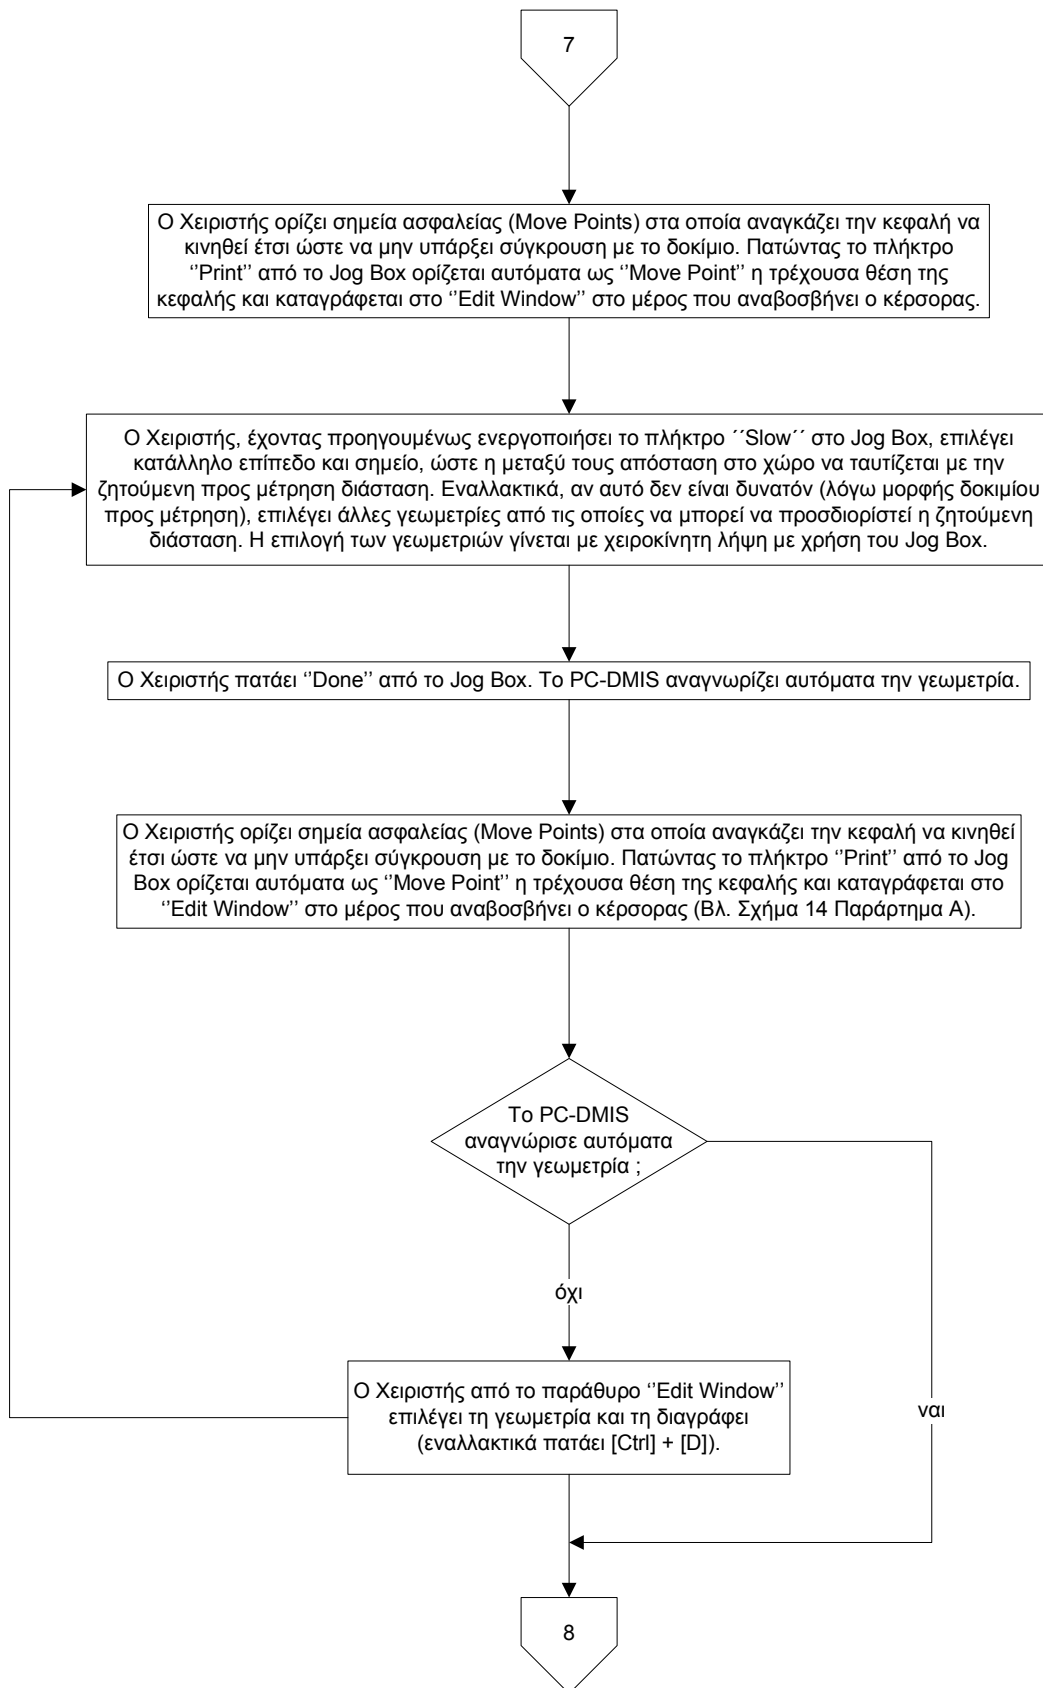 7
Ο Χειριστής ορίζει σημεία ασφαλείας (Move Points) στα οποία αναγκάζει την κεφαλή να
κινηθεί έτσι ώστε να μην υπάρξει σύγκρουση με το δοκίμιο. Πατώντας το πλήκτρο
‘’Print’’ από το Jog Box ορίζεται αυτόματα ως ‘’Move Point’’ η τρέχουσα θέση της
κεφαλής και καταγράφεται στο ‘’Edit Window’’ στο μέρος που αναβοσβήνει ο κέρσορας.
Ο Χειριστής, έχοντας προηγουμένως ενεργοποιήσει το πλήκτρο ´´Slow´´ στο Jog Box, επιλέγει
κατάλληλο επίπεδο και σημείο, ώστε η μεταξύ τους απόσταση στο χώρο να ταυτίζεται με την
ζητούμενη προς μέτρηση διάσταση. Εναλλακτικά, αν αυτό δεν είναι δυνατόν (λόγω μορφής δοκιμίου
προς μέτρηση), επιλέγει άλλες γεωμετρίες από τις οποίες να μπορεί να προσδιοριστεί η ζητούμενη
διάσταση. Η επιλογή των γεωμετριών γίνεται με χειροκίνητη λήψη με χρήση του Jog Box.
Ο Χειριστής πατάει ‘’Done’’ από το Jog Box. Το PC-DMIS αναγνωρίζει αυτόματα την γεωμετρία.
Ο Χειριστής ορίζει σημεία ασφαλείας (Move Points) στα οποία αναγκάζει την κεφαλή να κινηθεί
έτσι ώστε να μην υπάρξει σύγκρουση με το δοκίμιο. Πατώντας το πλήκτρο ‘’Print’’ από το Jog
Box ορίζεται αυτόματα ως ‘’Move Point’’ η τρέχουσα θέση της κεφαλής και καταγράφεται στο
‘’Edit Window’’ στο μέρος που αναβοσβήνει ο κέρσορας (Βλ. Σχήμα 14 Παράρτημα Α).
Το PC-DMIS
αναγνώρισε αυτόματα
την γεωμετρία ;
όχι
Ο Χειριστής από το παράθυρο ‘’Edit Window’’
επιλέγει τη γεωμετρία και τη διαγράφει
(εναλλακτικά πατάει [Ctrl] + [D]).
ναι
8